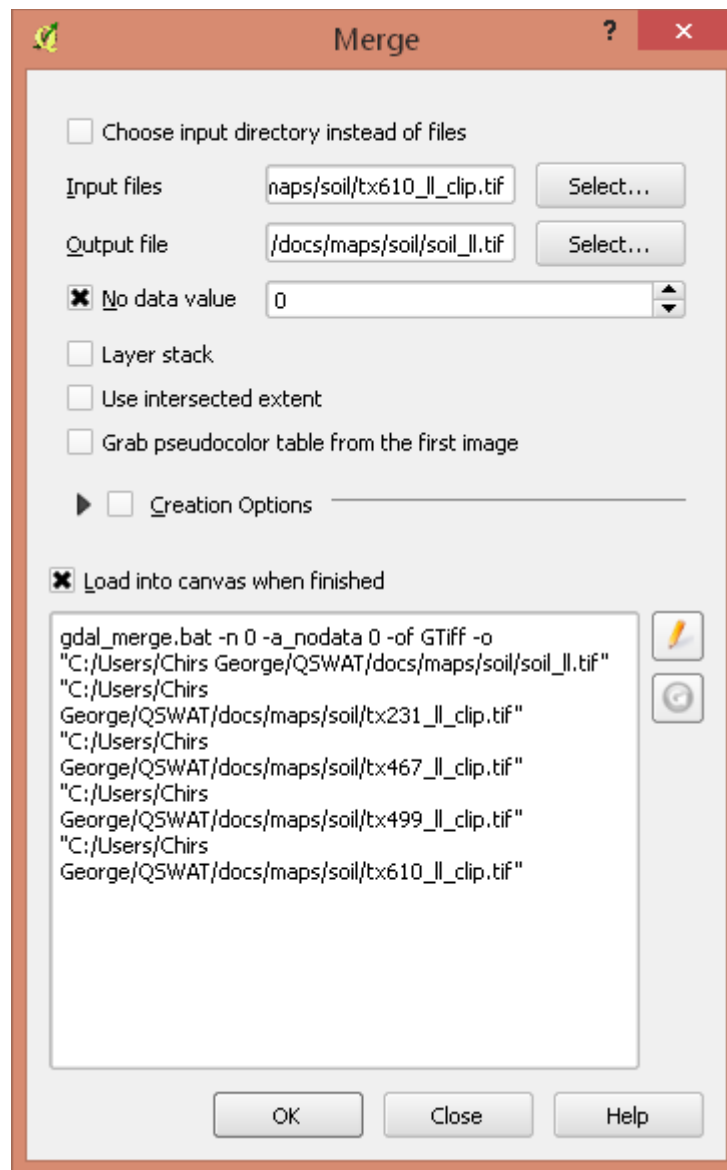 Merge ?
Choose input directory instead of files
Input files naps/soil/tx610_ll_clip.tif Select...
Output file /docs/maps/soil/soil_ll.tif Select...
No data value 0
Layer stack
Use intersected extent
Grab pseudocolor table from the first image
Creation Options
Load into canvas when finished
gdal_merge.bat -n 0 -a_nodata 0 -of GTiff -o
"C:/Users/Chirs George/QSWAT/docs/maps/soil/soil_ll.tif"
"C:/Users/Chirs
George/QSWAT/docs/maps/soil/tx231_ll_clip.tif"
"C:/Users/Chirs
George/QSWAT/docs/maps/soil/tx467_ll_clip.tif"
"C:/Users/Chirs
George/QSWAT/docs/maps/soil/tx499_ll_clip.tif"
"C:/Users/Chirs
George/QSWAT/docs/maps/soil/tx610_ll_clip.tif"
OK Close Help